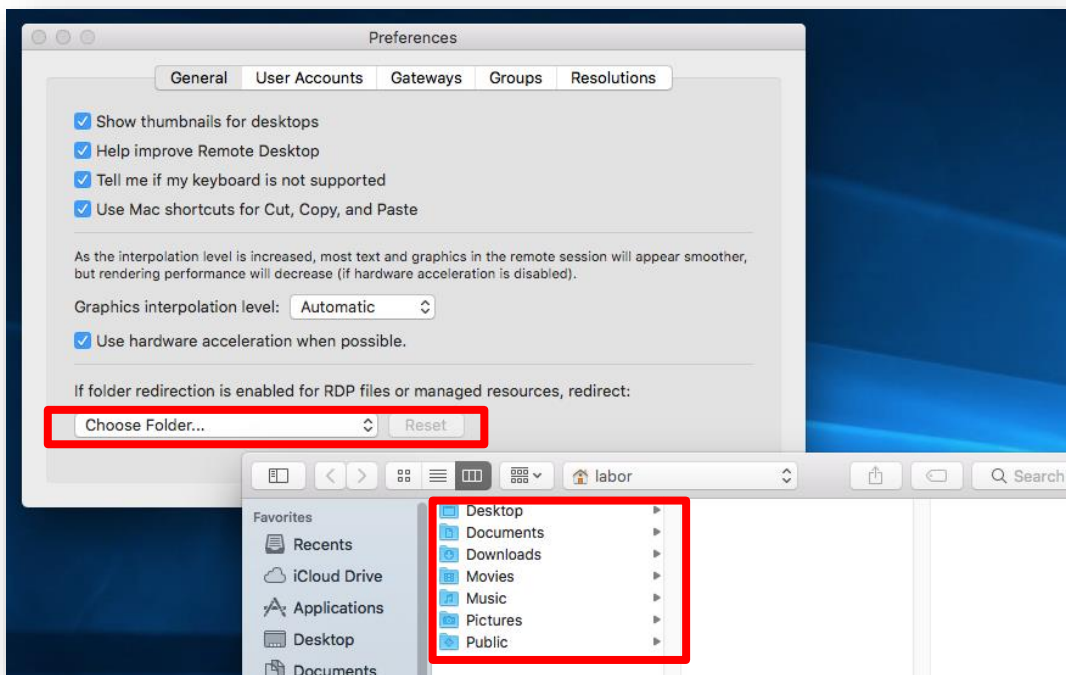 Preferences
General User Accounts Gateways Groups Resolutions
Show thumbnails for desktops
Help improve Remote Desktop
Tell me if my keyboard is not supported
Use Mac shortcuts for Cut, Copy, and Paste
As the interpolation level is increased, most text and graphics in the remote session will appear smoother,
but rendering performance will decrease (if hardware acceleration is disabled).
Graphics interpolation level: Automatic
Use hardware acceleration when possible.
If folder redirection is enabled for RDP files or managed resources, redirect:
Choose Folder... Reset
labor Search
Favorites
Recents
iCloud Drive
Applications
Desktop
Documents
Desktop
Documents
Downloads
Movies
Music
Pictures
Public